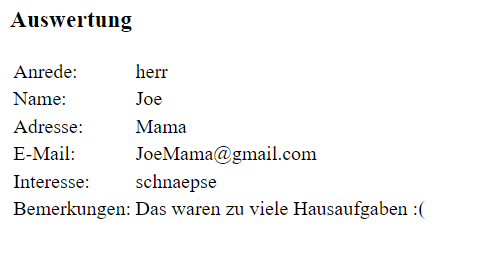 Auswertung
Anrede: herr
Name: Joe
Adresse: Mama
E-Mail: JoeMama@gmail.com
Interesse: schnaepse
Bemerkungen: Das waren zu viele Hausaufgaben :(